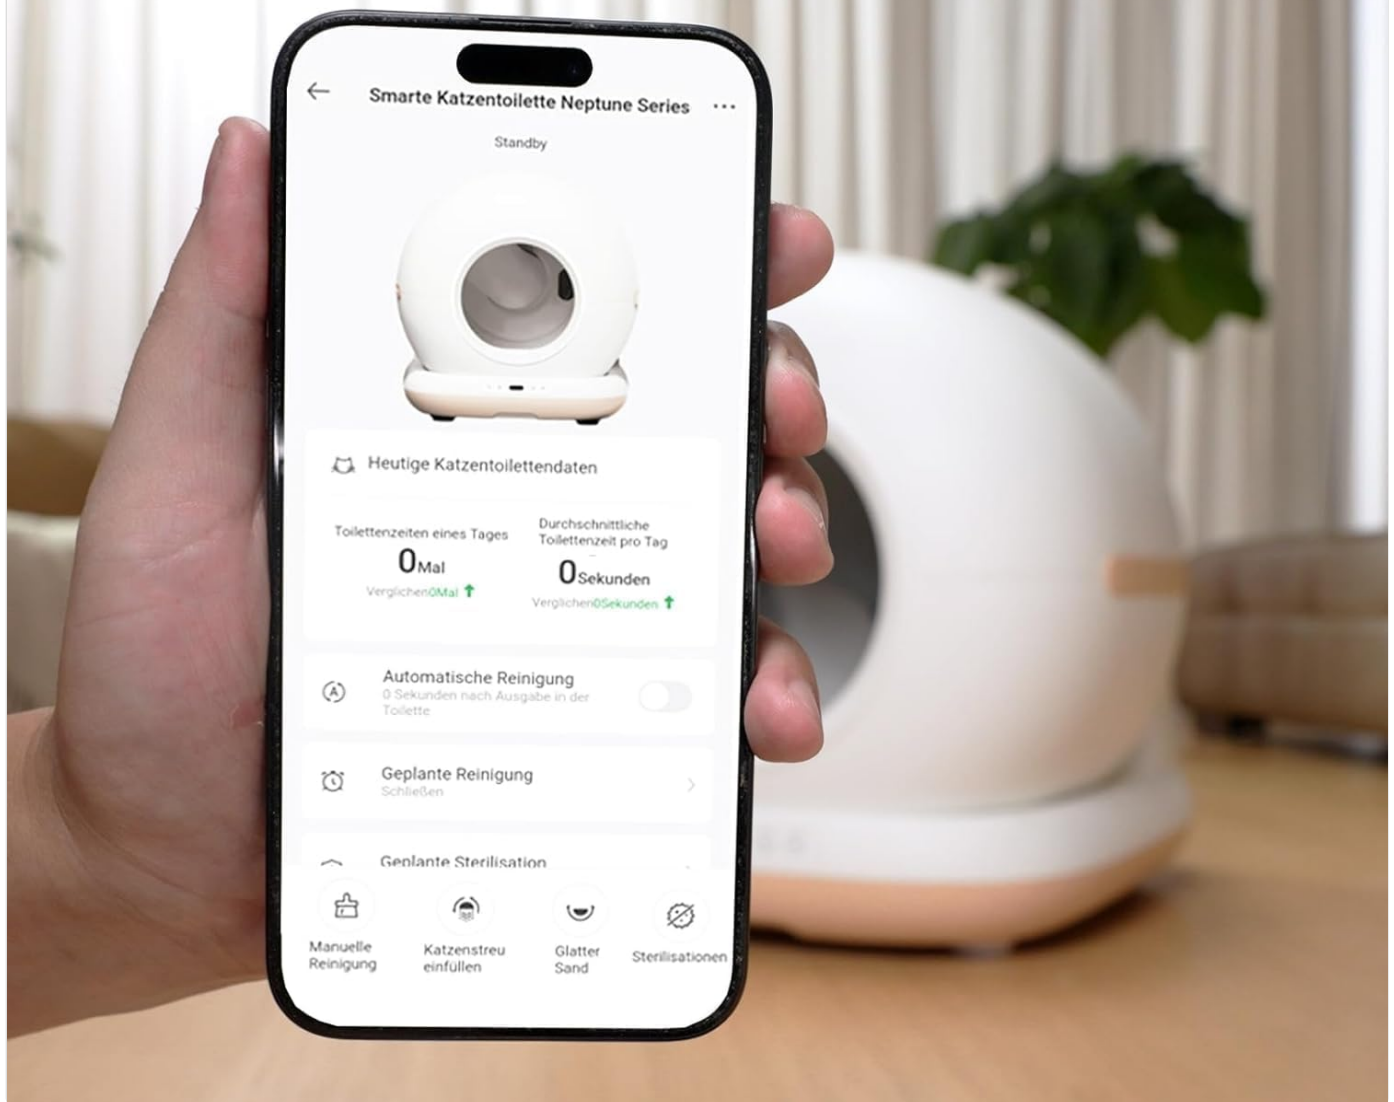 Smarte Katzentoilette Neptune Series
Standby
Heutige Katzentoilettendaten
Toilettenzeiten eines Tages
0Mal
Verglichen0Mal
Durchschnittliche
Toilettenzeit pro Tag
0Sekunden
Verglichen0Sekunden
Automatische Reinigung
0 Sekunden nach Ausgabe in der
Toilette
Geplante Reinigung
Schließen
Geplante Sterilisation
Manuelle
Reinigung
Katzenstreu
einfüllen
Glatter
Sand
Sterilisationen